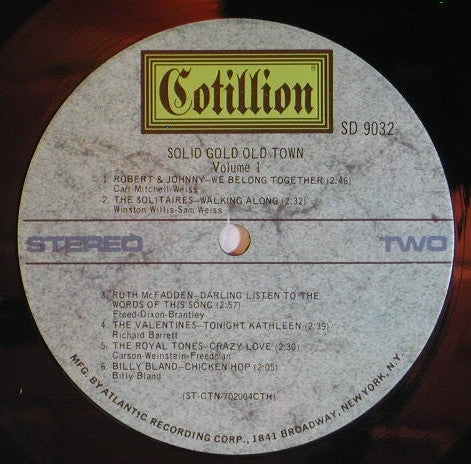 Cotillion
SD 9032
SOLID GOLD OLD TOWN
Volume 1
1. ROBERT & JOHNNY—WE BELONG TOGETHER (2:46)
Carr-Mitchell-Weiss
2. THE SOLITAIRES—WALKING ALONG (2:32)
Winston Willis-Sam Weiss
STEREO TWO
3. RUTH McFADDEN—DARLING LISTEN TO THE
WORDS OF THIS SONG (2:57)
Freed-Dixon-Brantley
4. THE VALENTINES—TONIGHT KATHLEEN (2:35)
Richard Barrett
5. THE ROYAL TONES—CRAZY LOVE (2:30)
Carson-Weinstein-Freedman
6. BILLY BLAND—CHICKEN HOP (2:05)
Billy Bland
(ST-CTN-702004CTH)
MFG. BY ATLANTIC RECORDING CORP., 1841 BROADWAY, NEW YORK, N.Y.